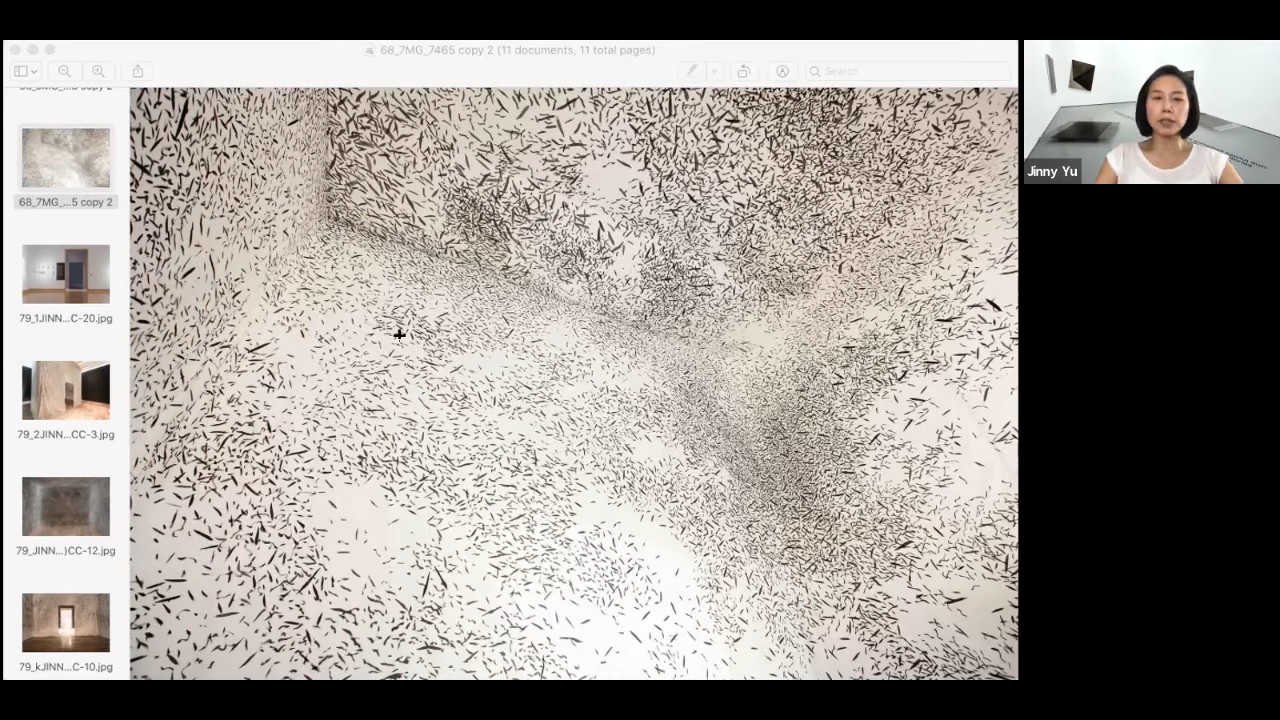 68_7MG_7465 copy 2 (11 documents, 11 total pages)
Search
68_7MG_...5 copy 2
79_1JINN...C-20.jpg
79_2JINN...CC-3.jpg
79_JINN...)CC-12.jpg
79_kJINN...C-10.jpg
Jinny Yu